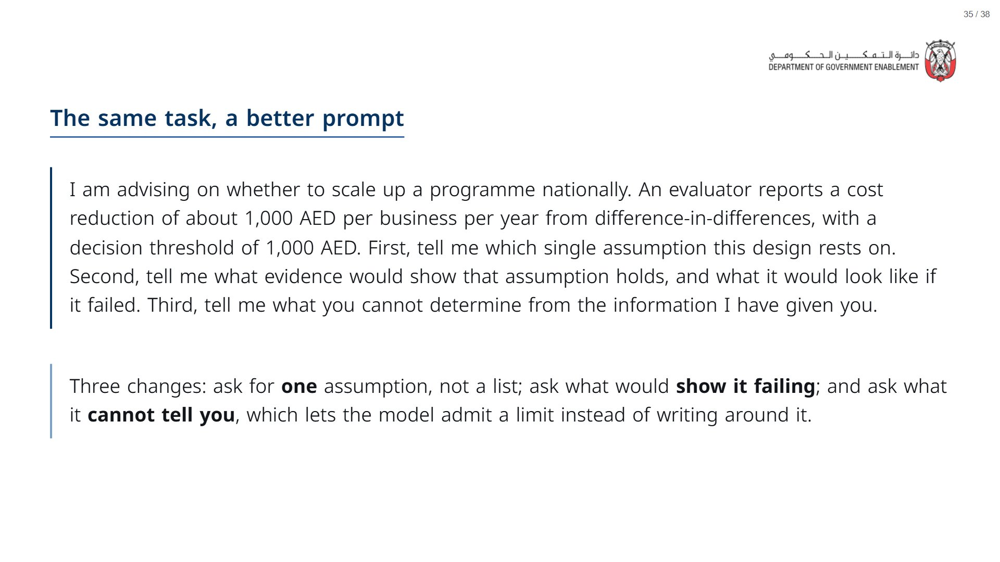 35 / 38
دائرة التمكين الحكومي
DEPARTMENT OF GOVERNMENT ENABLEMENT
The same task, a better prompt
I am advising on whether to scale up a programme nationally. An evaluator reports a cost
reduction of about 1,000 AED per business per year from difference-in-differences, with a
decision threshold of 1,000 AED. First, tell me which single assumption this design rests on.
Second, tell me what evidence would show that assumption holds, and what it would look like if
it failed. Third, tell me what you cannot determine from the information I have given you.
Three changes: ask for one assumption, not a list; ask what would show it failing; and ask what
it cannot tell you, which lets the model admit a limit instead of writing around it.